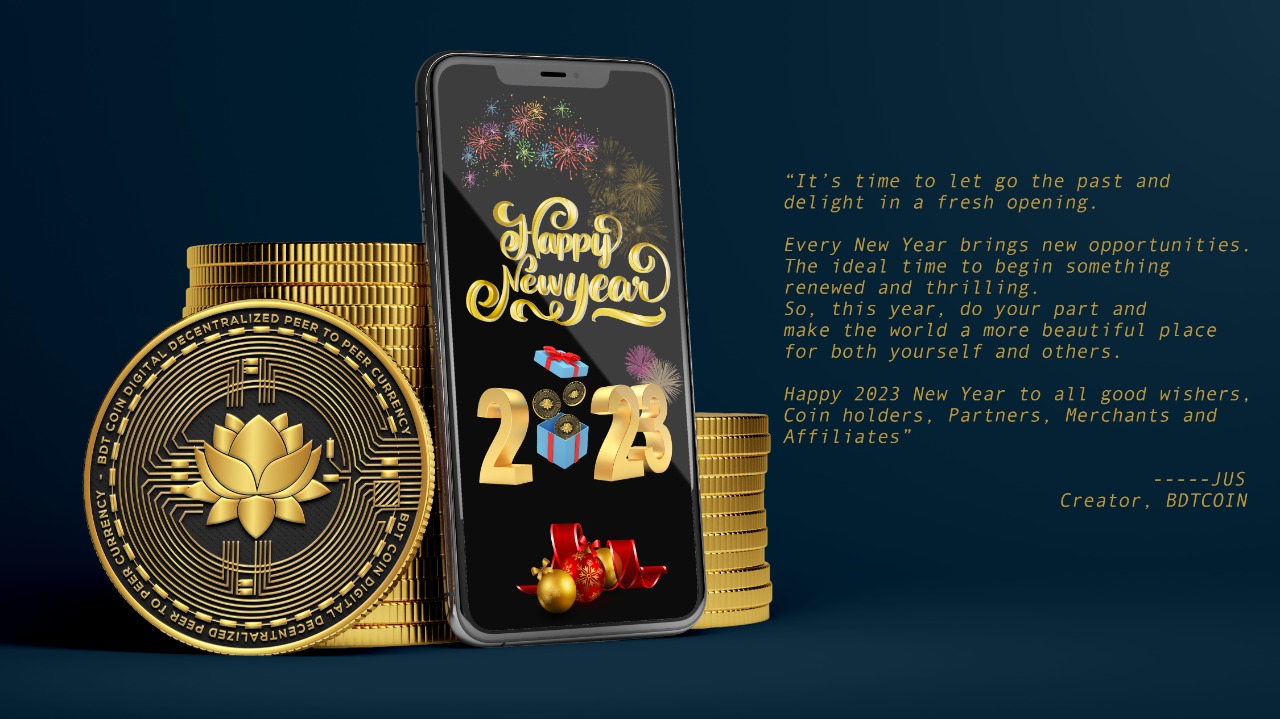 BDT COIN DIGITAL DECENTRALIZED PEER TO PEER CURRENCY - BDT COIN DIGITAL DECENTRALIZED PEER TO PEER CURRENCY -
Happy
New year
2023
“It’s time to let go the past and
delight in a fresh opening.
Every New Year brings new opportunities.
The ideal time to begin something
renewed and thrilling.
So, this year, do your part and
make the world a more beautiful place
for both yourself and others.
Happy 2023 New Year to all good wishers,
Coin holders, Partners, Merchants and
Affiliates”
-----JUS
Creator, BDTCOIN